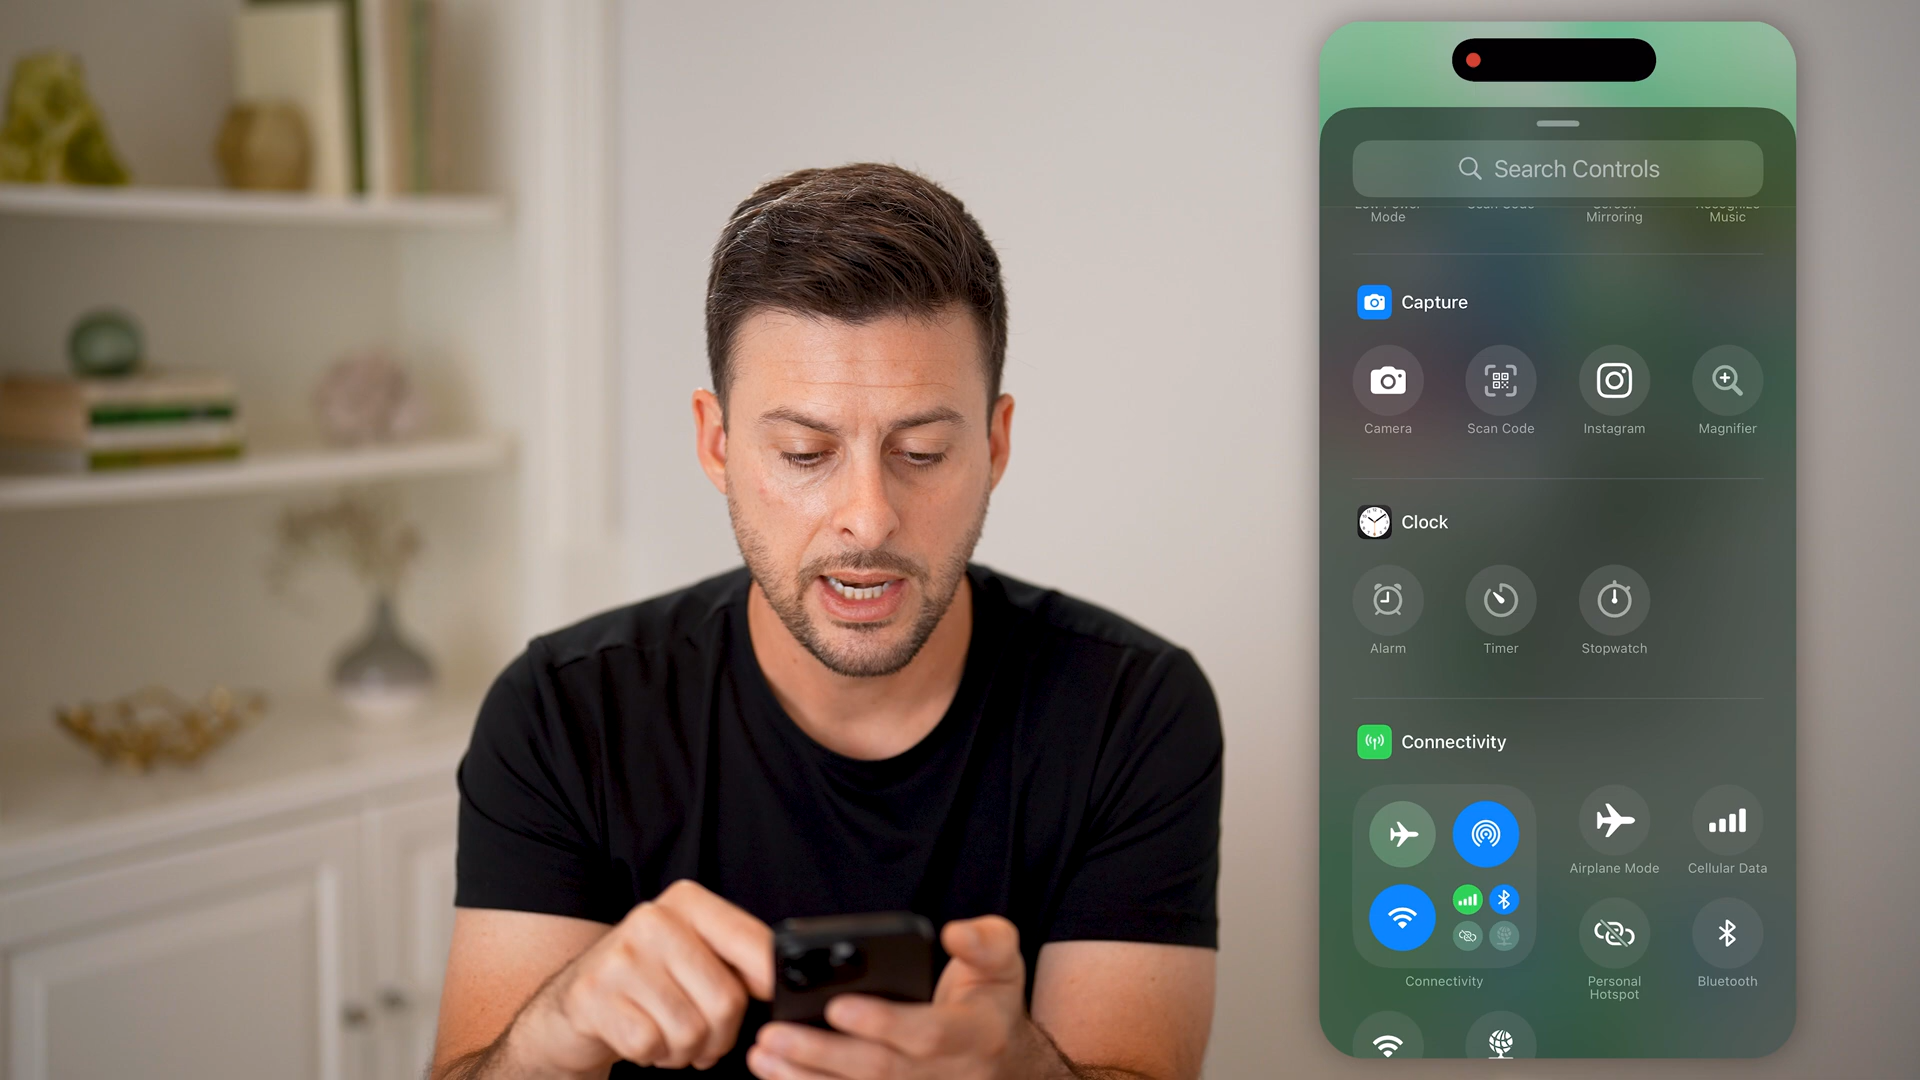 Search Controls
Mode
Mirroring
Music
Capture
Camera
Scan Code
Instagram
Magnifier
Clock
Alarm
Timer
Stopwatch
Connectivity
Airplane Mode
Cellular Data
Connectivity
Personal
Hotspot
Bluetooth